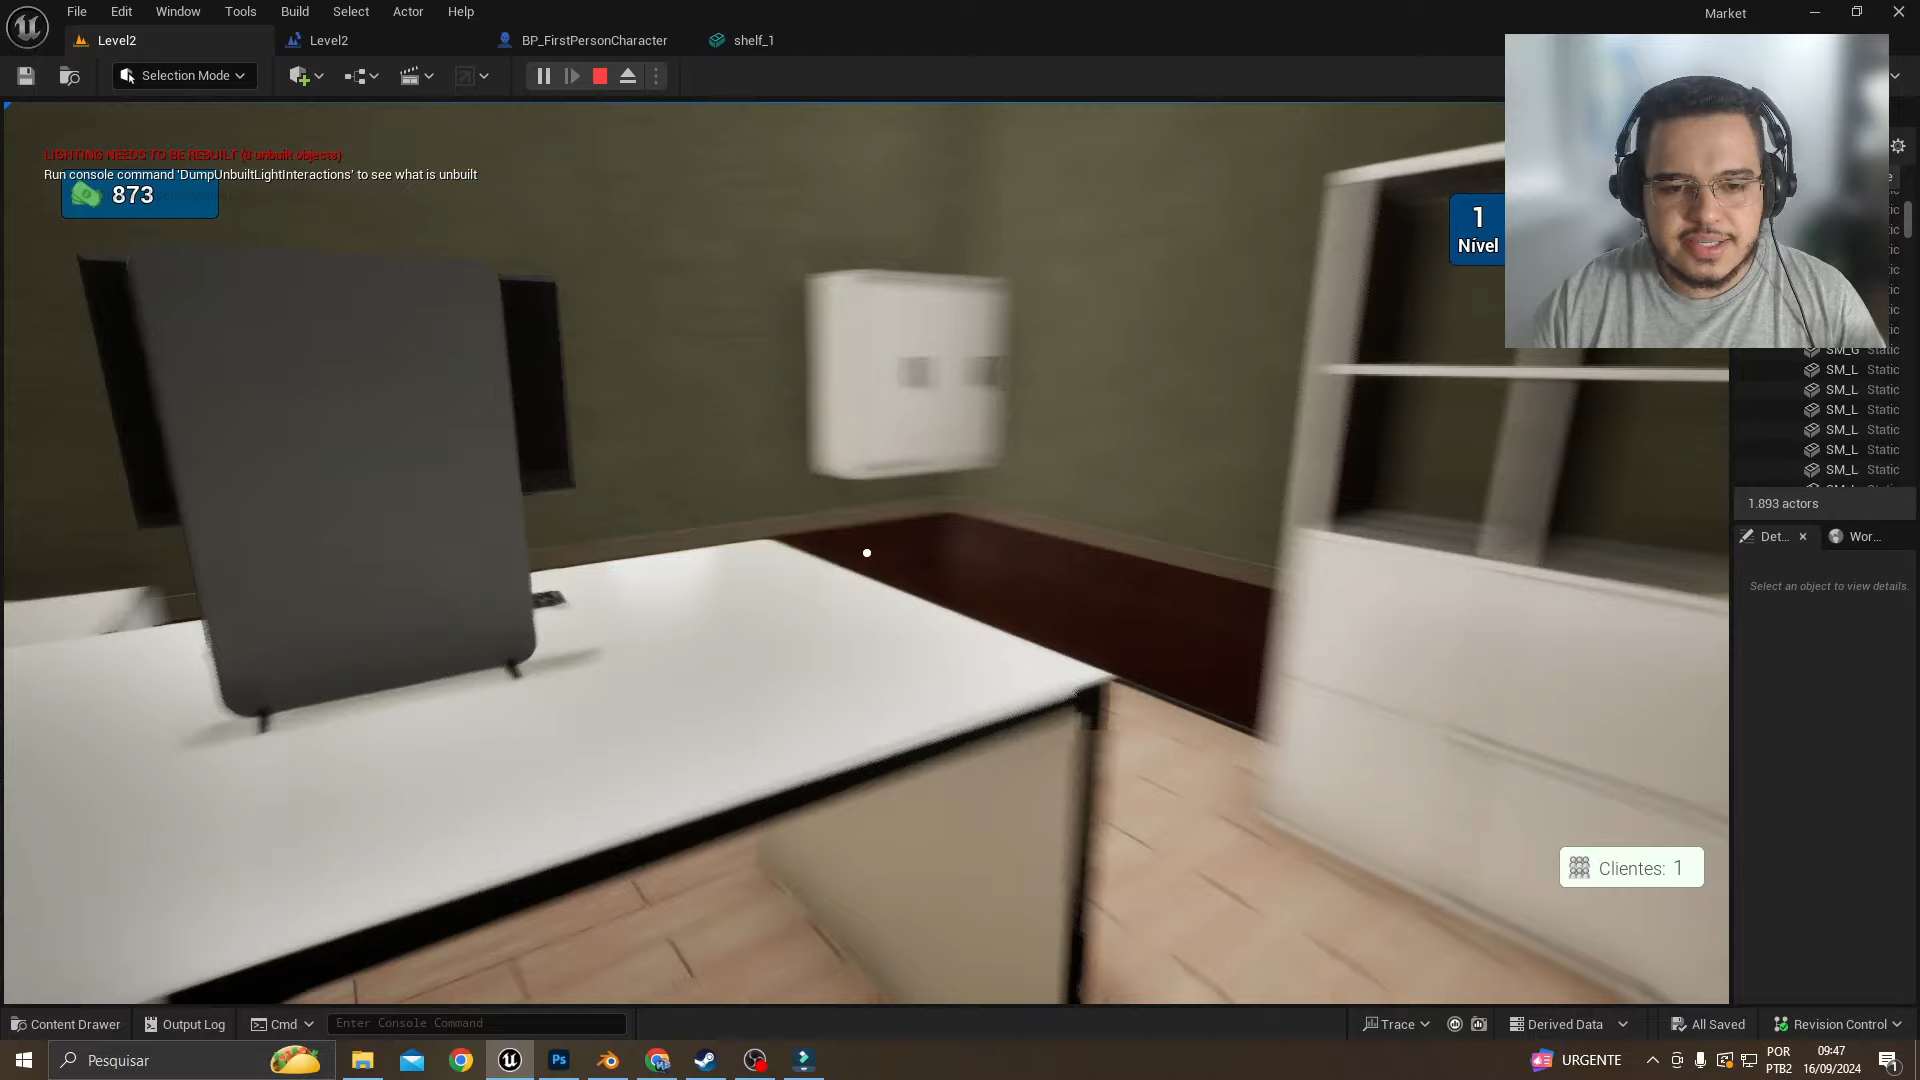 File Edit Window Tools Build Select Actor Help
Market
Level2
Level2
BP_FirstPersonCharacter
shelf_1
Selection Mode
LIGHTING NEEDS TO BE REBUILT (8 unbuilt objects)
Run console command 'DumpUnbuiltLightInteractions' to see what is unbuilt
873
1
Nível
SM_L Static
SM_L Static
SM_L Static
SM_L Static
SM_L Static
SM_L Static
1.893 actors
Det... Wor...
Select an object to view details.
Clientes: 1
Content Drawer
Output Log
Cmd
Enter Console Command
Trace
Derived Data
All Saved
Revision Control
Pesquisar
Ps
URGENTE
POR
PTB2
09:47
16/09/2024
1